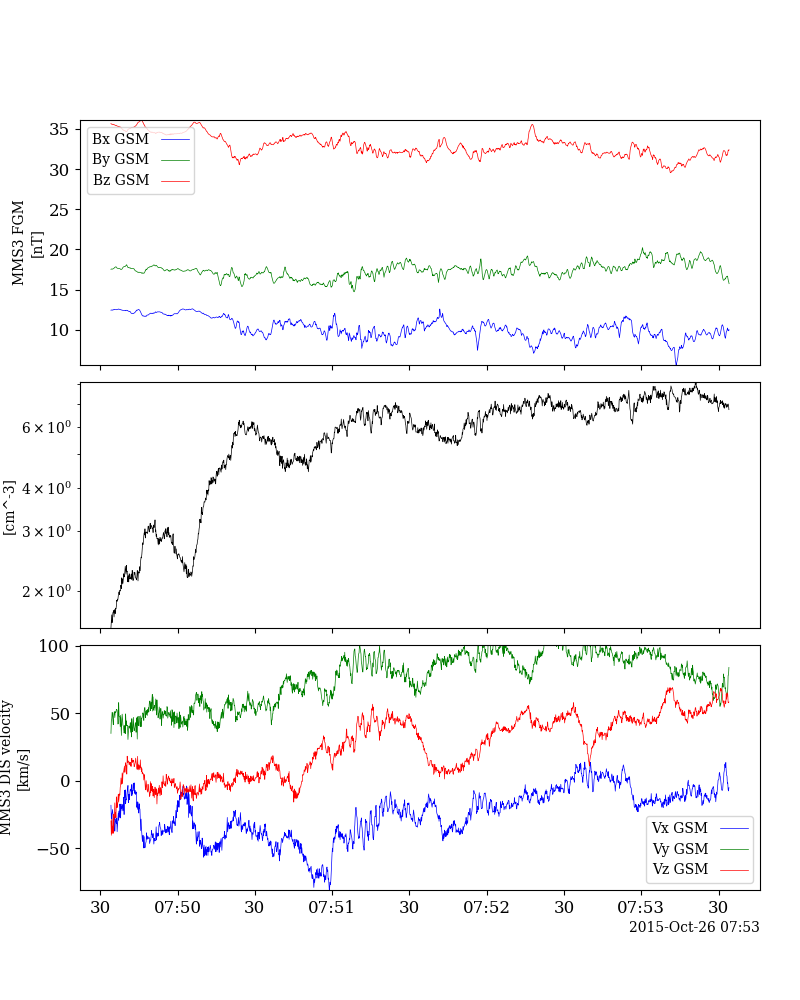 35
30
25
20
15
10
MMS3 FGM
[nT]
Bx GSM
By GSM
Bz GSM
6 × 10⁰
4 × 10⁰
3 × 10⁰
2 × 10⁰
[cm^-3]
100
50
0
−50
MMS3 DIS velocity
[km/s]
Vx GSM
Vy GSM
Vz GSM
30 07:50 30 07:51 30 07:52 30 07:53 30
2015-Oct-26 07:53